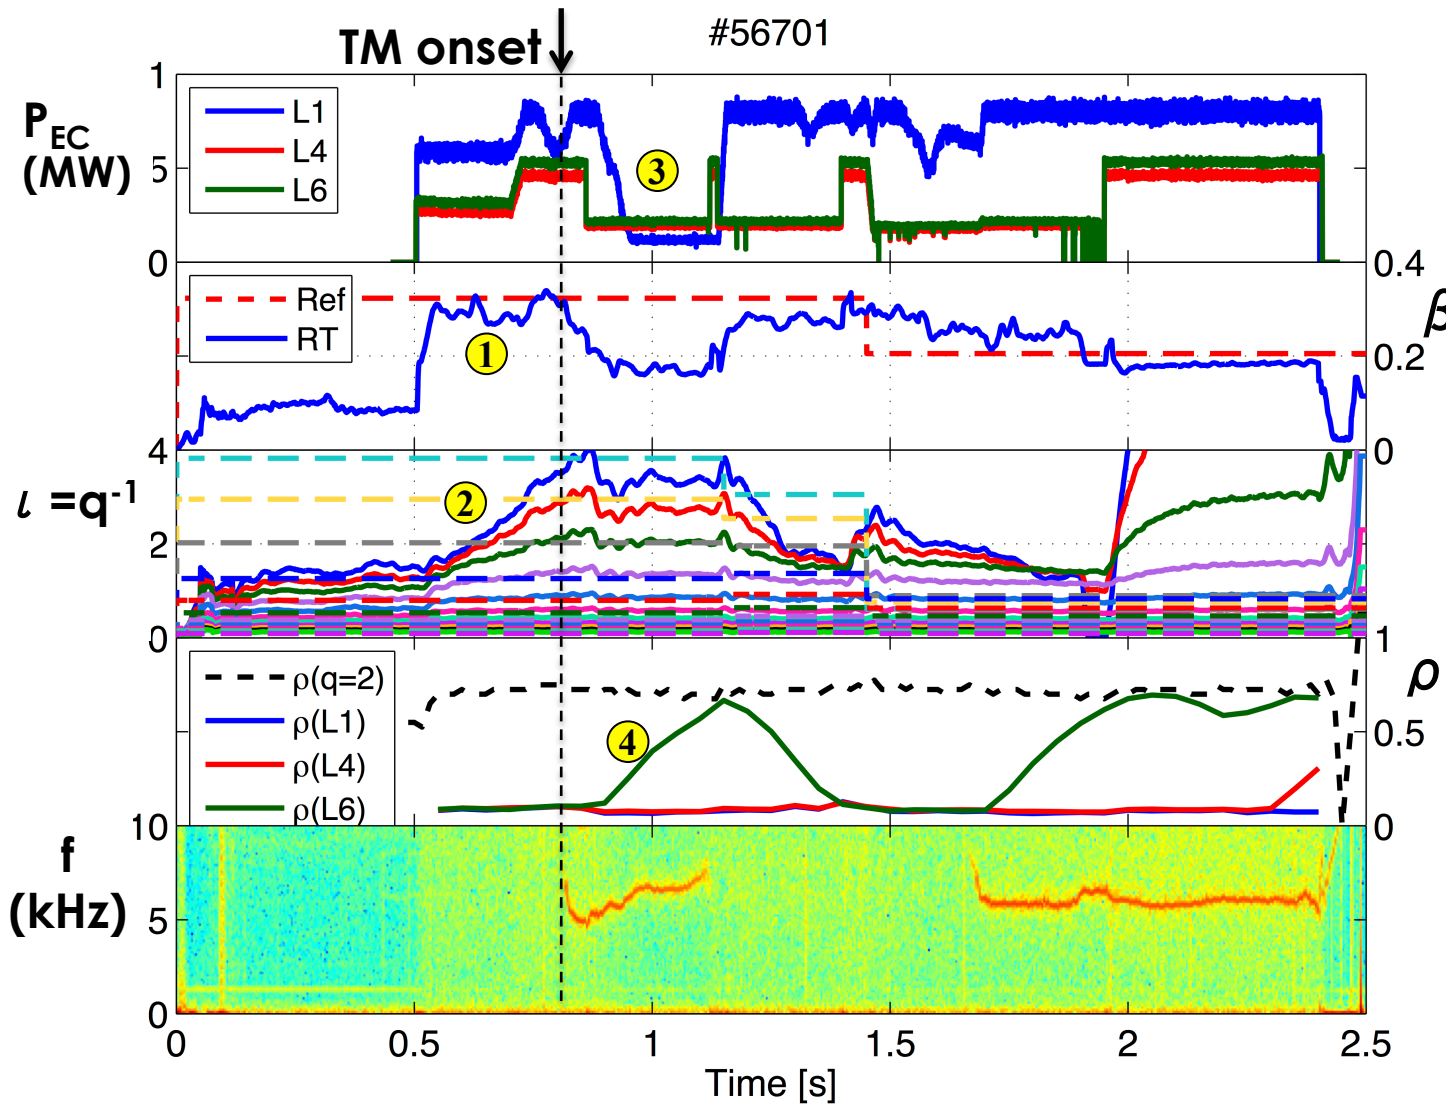 TM onset
#56701
P_EC
(MW)
1
5
0
L1
L4
L6
3
0.4
β
0.2
0
Ref
RT
1
ι =q⁻¹
4
2
0
2
1
ρ
0.5
0
ρ(q=2)
ρ(L1)
ρ(L4)
ρ(L6)
4
f
(kHz)
10
5
0
0 0.5 1 1.5 2 2.5
Time [s]